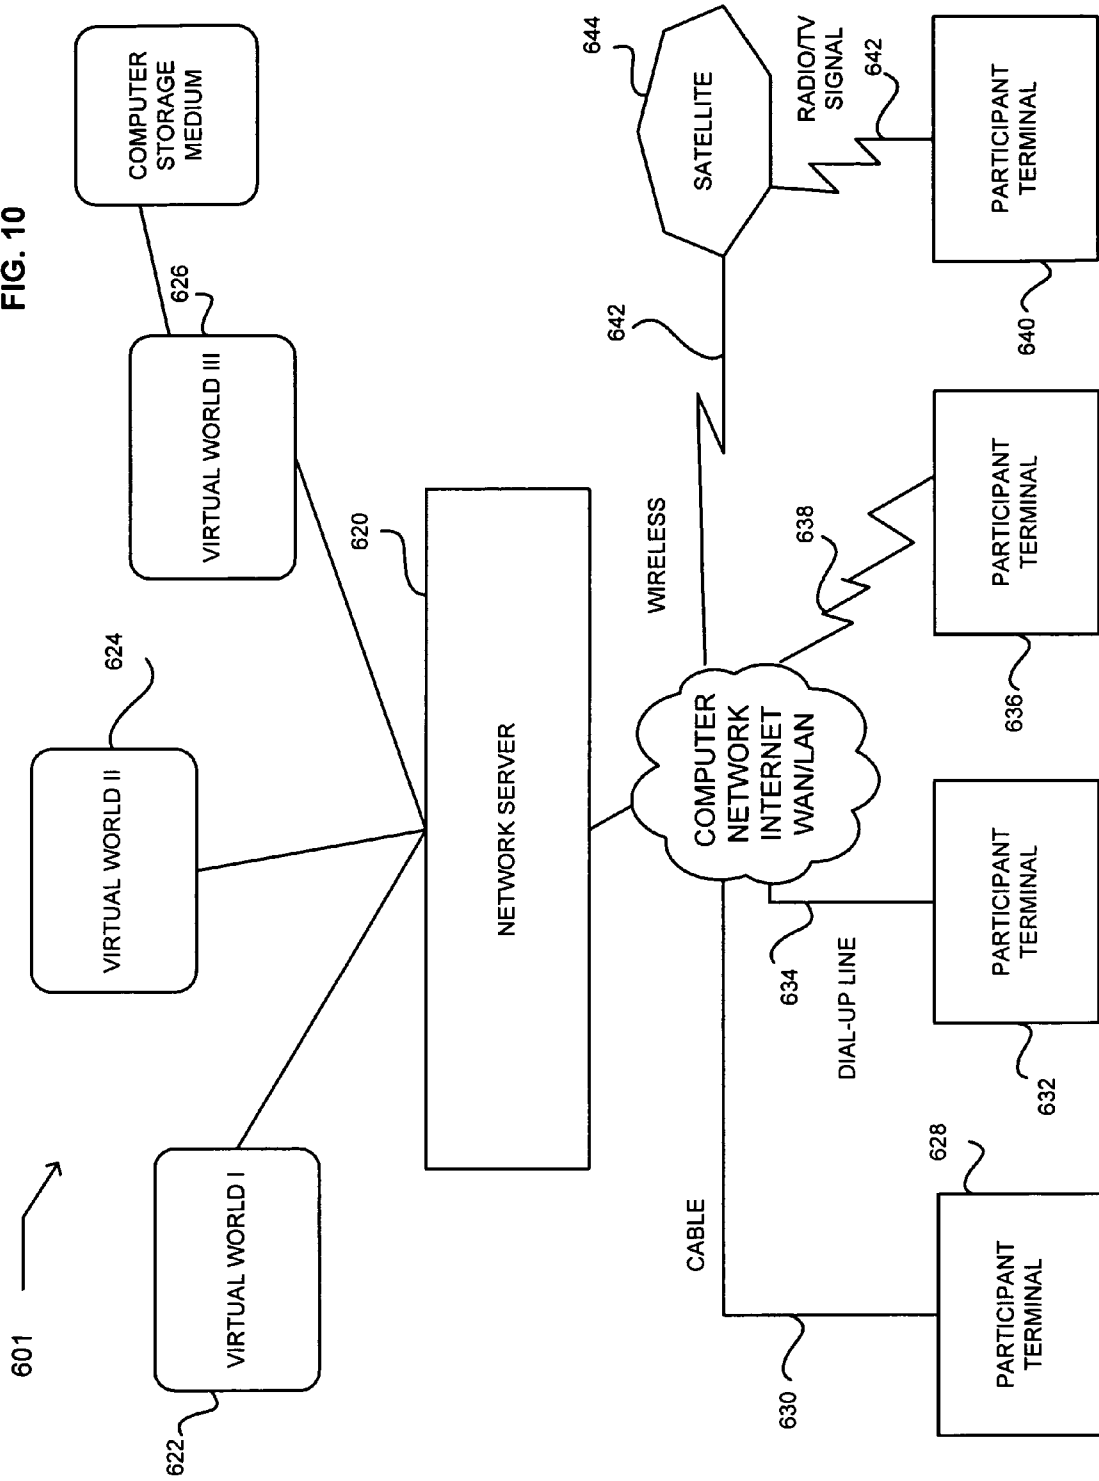 FIG. 10
601
622
VIRTUAL WORLD I
624
VIRTUAL WORLD II
626
VIRTUAL WORLD III
COMPUTER
STORAGE
MEDIUM
620
NETWORK SERVER
COMPUTER
NETWORK
INTERNET
WAN/LAN
CABLE
630
634
DIAL-UP LINE
WIRELESS
638
642
644
SATELLITE
RADIO/TV
SIGNAL
642
628
PARTICIPANT
TERMINAL
632
PARTICIPANT
TERMINAL
636
PARTICIPANT
TERMINAL
640
PARTICIPANT
TERMINAL